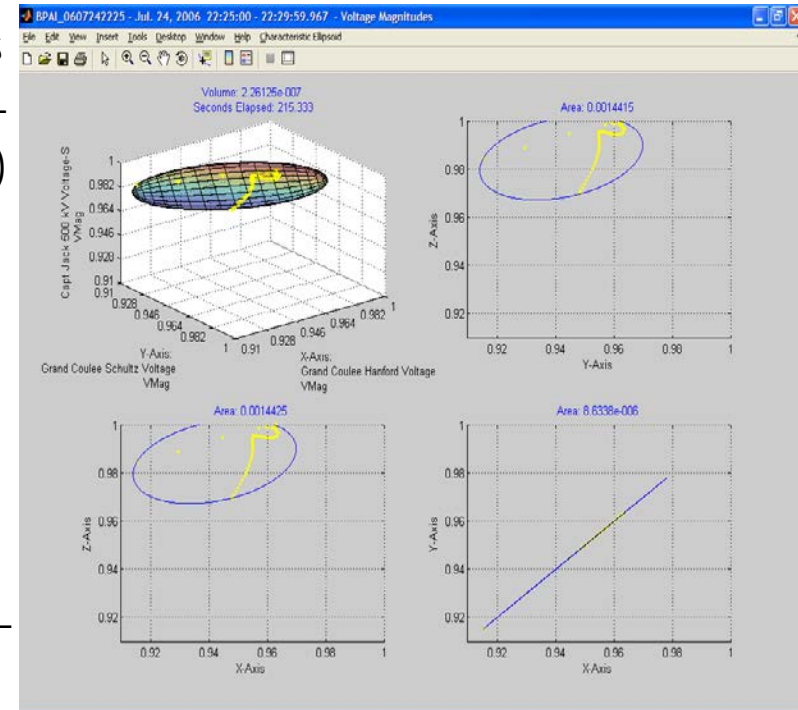 BPAI_0607242225 - Jul. 24, 2006 22:25:00 - 22:29:59.967 - Voltage Magnitudes
File Edit View Insert Tools Desktop Window Help Characteristic Ellipsoid
s
)
Volume: 2.26125e-007
Seconds Elapsed: 215.333
Capt Jack 500 kV Voltage-S
VMag
1
0.982
0.964
0.946
0.928
0.91
0.91
0.928
0.946
0.964
0.982
1
0.91
0.928
0.946
0.964
0.982
1
Y-Axis:
Grand Coulee Schultz Voltage
VMag
X-Axis:
Grand Coulee Hanford Voltage
VMag
Area: 0.0014415
Z-Axis
1
0.98
0.96
0.94
0.92
0.92 0.94 0.96 0.98 1
Y-Axis
Area: 0.0014425
Z-Axis
1
0.98
0.96
0.94
0.92
0.92 0.94 0.96 0.98 1
X-Axis
Area: 8.6338e-006
Y-Axis
1
0.98
0.96
0.94
0.92
0.92 0.94 0.96 0.98 1
X-Axis